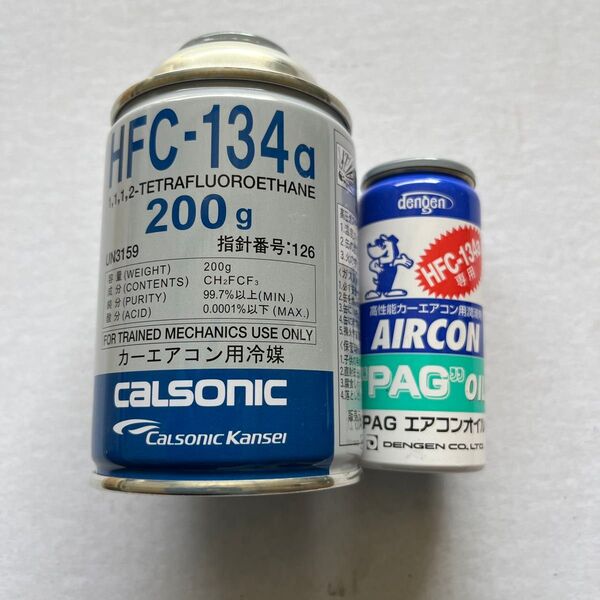 HFC-134a
1,1,1,2-TETRAFLUOROETHANE
200g
UN3159
指針番号:126
容量(WEIGHT) 200g
成分(CONTENTS) CH₂FCF₃
純分(PURITY) 99.7%以上(MIN.)
酸分(ACID) 0.0001%以下(MAX.)
FOR TRAINED MECHANICS USE ONLY
カーエアコン用冷媒
CALSONIC
Calsonic Kansei
dengen
HFC-134a
専用
高性能カーエアコン用潤滑
AIRCON
"PAG" OIL
PAG エアコンオイル
DENGEN CO., LTD.